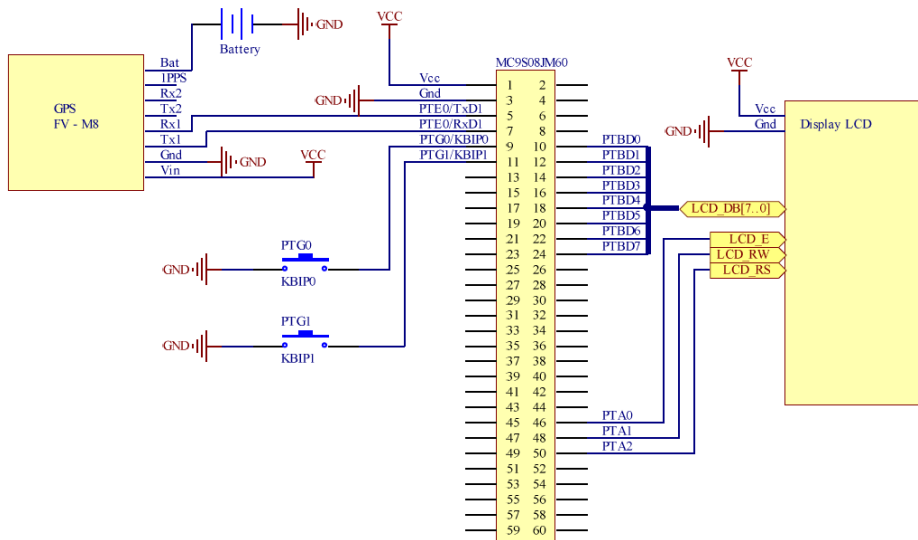 Battery
GND
Bat
1PPS
Rx2
Tx2
Rx1
Tx1
Gnd
Vin
GPS
FV - M8
GND
VCC
VCC
GND
Vcc
Gnd
PTE0/TxD1
PTE0/RxD1
PTG0/KBIP0
PTG1/KBIP1
MC9S08JM60
1 2
3 4
5 6
7 8
9 10
11 12
13 14
15 16
17 18
19 20
21 22
23 24
25 26
27 28
29 30
31 32
33 34
35 36
37 38
39 40
41 42
43 44
45 46
47 48
49 50
51 52
53 54
55 56
57 58
59 60
PTBD0
PTBD1
PTBD2
PTBD3
PTBD4
PTBD5
PTBD6
PTBD7
PTA0
PTA1
PTA2
GND
PTG0
KBIP0
GND
PTG1
KBIP1
VCC
GND
Vcc
Gnd
Display LCD
LCD_DB[7..0]
LCD_E
LCD_RW
LCD_RS